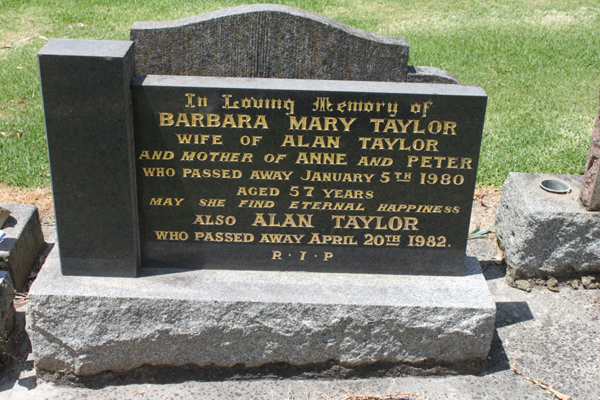 In Loving Memory of
BARBARA MARY TAYLOR
WIFE OF ALAN TAYLOR
AND MOTHER OF ANNE AND PETER
WHO PASSED AWAY JANUARY 5TH 1980
AGED 57 YEARS
MAY SHE FIND ETERNAL HAPPINESS
ALSO ALAN TAYLOR
WHO PASSED AWAY APRIL 20TH 1982.
R · I · P